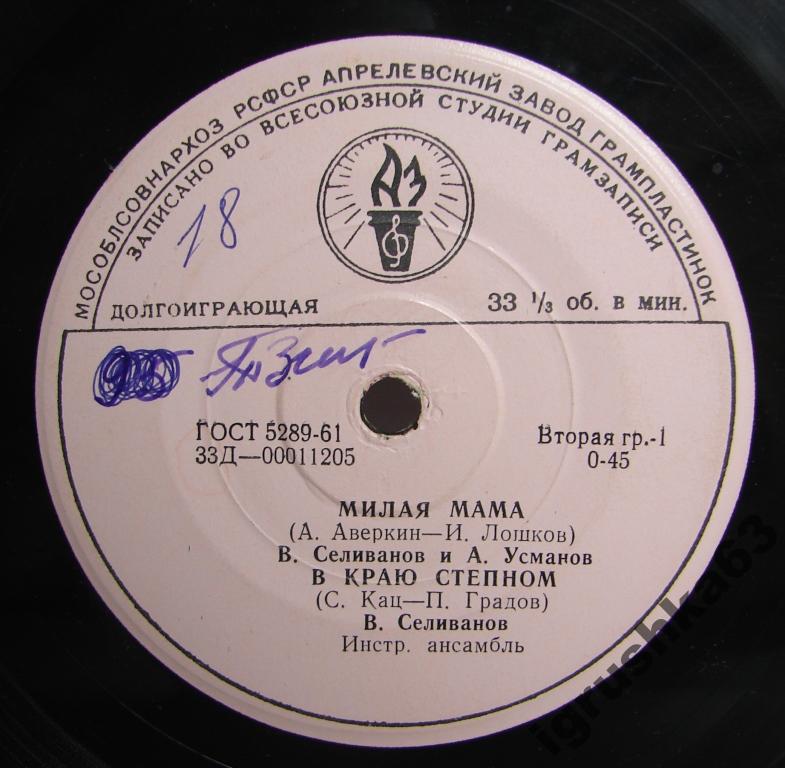 МОСОБЛСОВНАРХОЗ РСФСР АПРЕЛЕВСКИЙ ЗАВОД ГРАМПЛАСТИНОК
ЗАПИСАНО ВО ВСЕСОЮЗНОЙ СТУДИИ ГРАМЗАПИСИ
АЗ
18
ДОЛГОИГРАЮЩАЯ 33 1/3 об. в мин.
ГОСТ 5289-61 Вторая гр.-1
33Д—00011205 0-45
МИЛАЯ МАМА
(А. Аверкин—И. Лошков)
В. Селиванов и А. Усманов
В КРАЮ СТЕПНОМ
(С. Кац—П. Градов)
В. Селиванов
Инстр. ансамбль
igrushka63